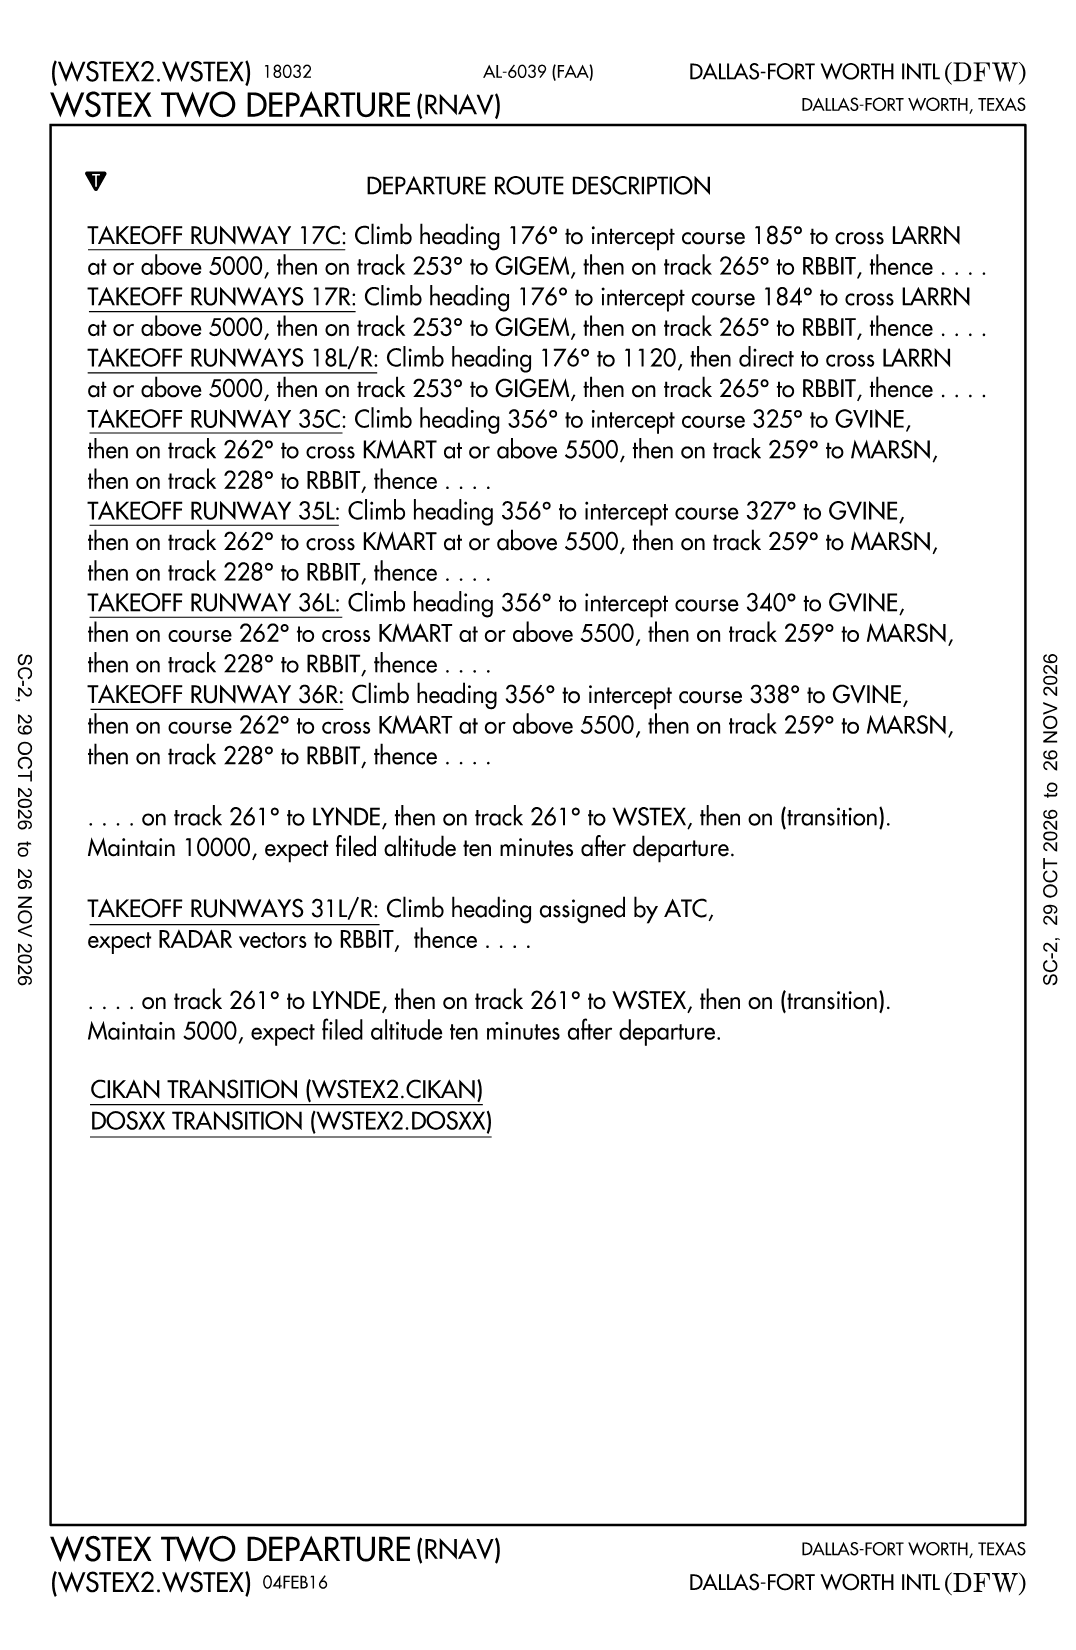 (WSTEX2.WSTEX) 18032 AL-6039 (FAA) DALLAS-FORT WORTH INTL (DFW)
WSTEX TWO DEPARTURE (RNAV) DALLAS-FORT WORTH, TEXAS
T DEPARTURE ROUTE DESCRIPTION
TAKEOFF RUNWAY 17C: Climb heading 176° to intercept course 185° to cross LARRN
at or above 5000, then on track 253° to GIGEM, then on track 265° to RBBIT, thence . . . .
TAKEOFF RUNWAYS 17R: Climb heading 176° to intercept course 184° to cross LARRN
at or above 5000, then on track 253° to GIGEM, then on track 265° to RBBIT, thence . . . .
TAKEOFF RUNWAYS 18L/R: Climb heading 176° to 1120, then direct to cross LARRN
at or above 5000, then on track 253° to GIGEM, then on track 265° to RBBIT, thence . . . .
TAKEOFF RUNWAY 35C: Climb heading 356° to intercept course 325° to GVINE,
then on track 262° to cross KMART at or above 5500, then on track 259° to MARSN,
then on track 228° to RBBIT, thence . . . .
TAKEOFF RUNWAY 35L: Climb heading 356° to intercept course 327° to GVINE,
then on track 262° to cross KMART at or above 5500, then on track 259° to MARSN,
then on track 228° to RBBIT, thence . . . .
TAKEOFF RUNWAY 36L: Climb heading 356° to intercept course 340° to GVINE,
then on course 262° to cross KMART at or above 5500, then on track 259° to MARSN,
then on track 228° to RBBIT, thence . . . .
TAKEOFF RUNWAY 36R: Climb heading 356° to intercept course 338° to GVINE,
then on course 262° to cross KMART at or above 5500, then on track 259° to MARSN,
then on track 228° to RBBIT, thence . . . .
. . . . on track 261° to LYNDE, then on track 261° to WSTEX, then on (transition).
Maintain 10000, expect filed altitude ten minutes after departure.
TAKEOFF RUNWAYS 31L/R: Climb heading assigned by ATC,
expect RADAR vectors to RBBIT, thence . . . .
. . . . on track 261° to LYNDE, then on track 261° to WSTEX, then on (transition).
Maintain 5000, expect filed altitude ten minutes after departure.
CIKAN TRANSITION (WSTEX2.CIKAN)
DOSXX TRANSITION (WSTEX2.DOSXX)
SC-2, 29 OCT 2026 to 26 NOV 2026
SC-2, 29 OCT 2026 to 26 NOV 2026
WSTEX TWO DEPARTURE (RNAV) DALLAS-FORT WORTH, TEXAS
(WSTEX2.WSTEX) 04FEB16 DALLAS-FORT WORTH INTL (DFW)